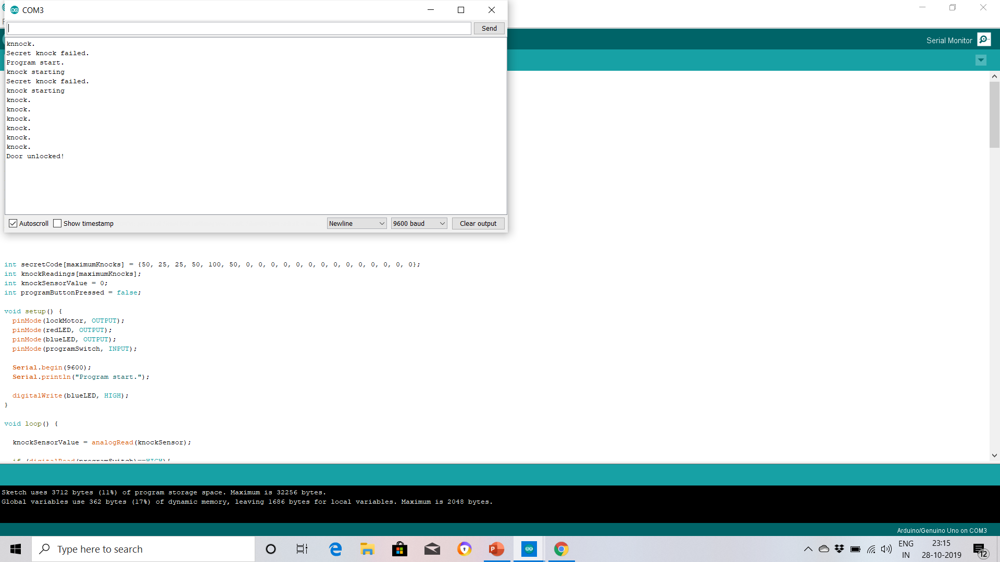 COM3
Send
knnock.
Secret knock failed.
Program start.
knock starting
Secret knock failed.
knock starting
knock.
knock.
knock.
knock.
knock.
knock.
Door unlocked!
Autoscroll Show timestamp Newline 9600 baud Clear output
Serial Monitor
int secretCode[maximumKnocks] = {50, 25, 25, 50, 100, 50, 0, 0, 0, 0, 0, 0, 0, 0, 0, 0, 0, 0, 0, 0};
int knockReadings[maximumKnocks];
int knockSensorValue = 0;
int programButtonPressed = false;
void setup() {
pinMode(lockMotor, OUTPUT);
pinMode(redLED, OUTPUT);
pinMode(blueLED, OUTPUT);
pinMode(programSwitch, INPUT);
Serial.begin(9600);
Serial.println("Program start.");
digitalWrite(blueLED, HIGH);
}
void loop() {
knockSensorValue = analogRead(knockSensor);
if (digitalRead(programSwitch)==HIGH){
Sketch uses 3712 bytes (11%) of program storage space. Maximum is 32256 bytes.
Global variables use 362 bytes (17%) of dynamic memory, leaving 1686 bytes for local variables. Maximum is 2048 bytes.
Arduino/Genuino Uno on COM3
Type here to search
ENG
IN
23:15
28-10-2019
12